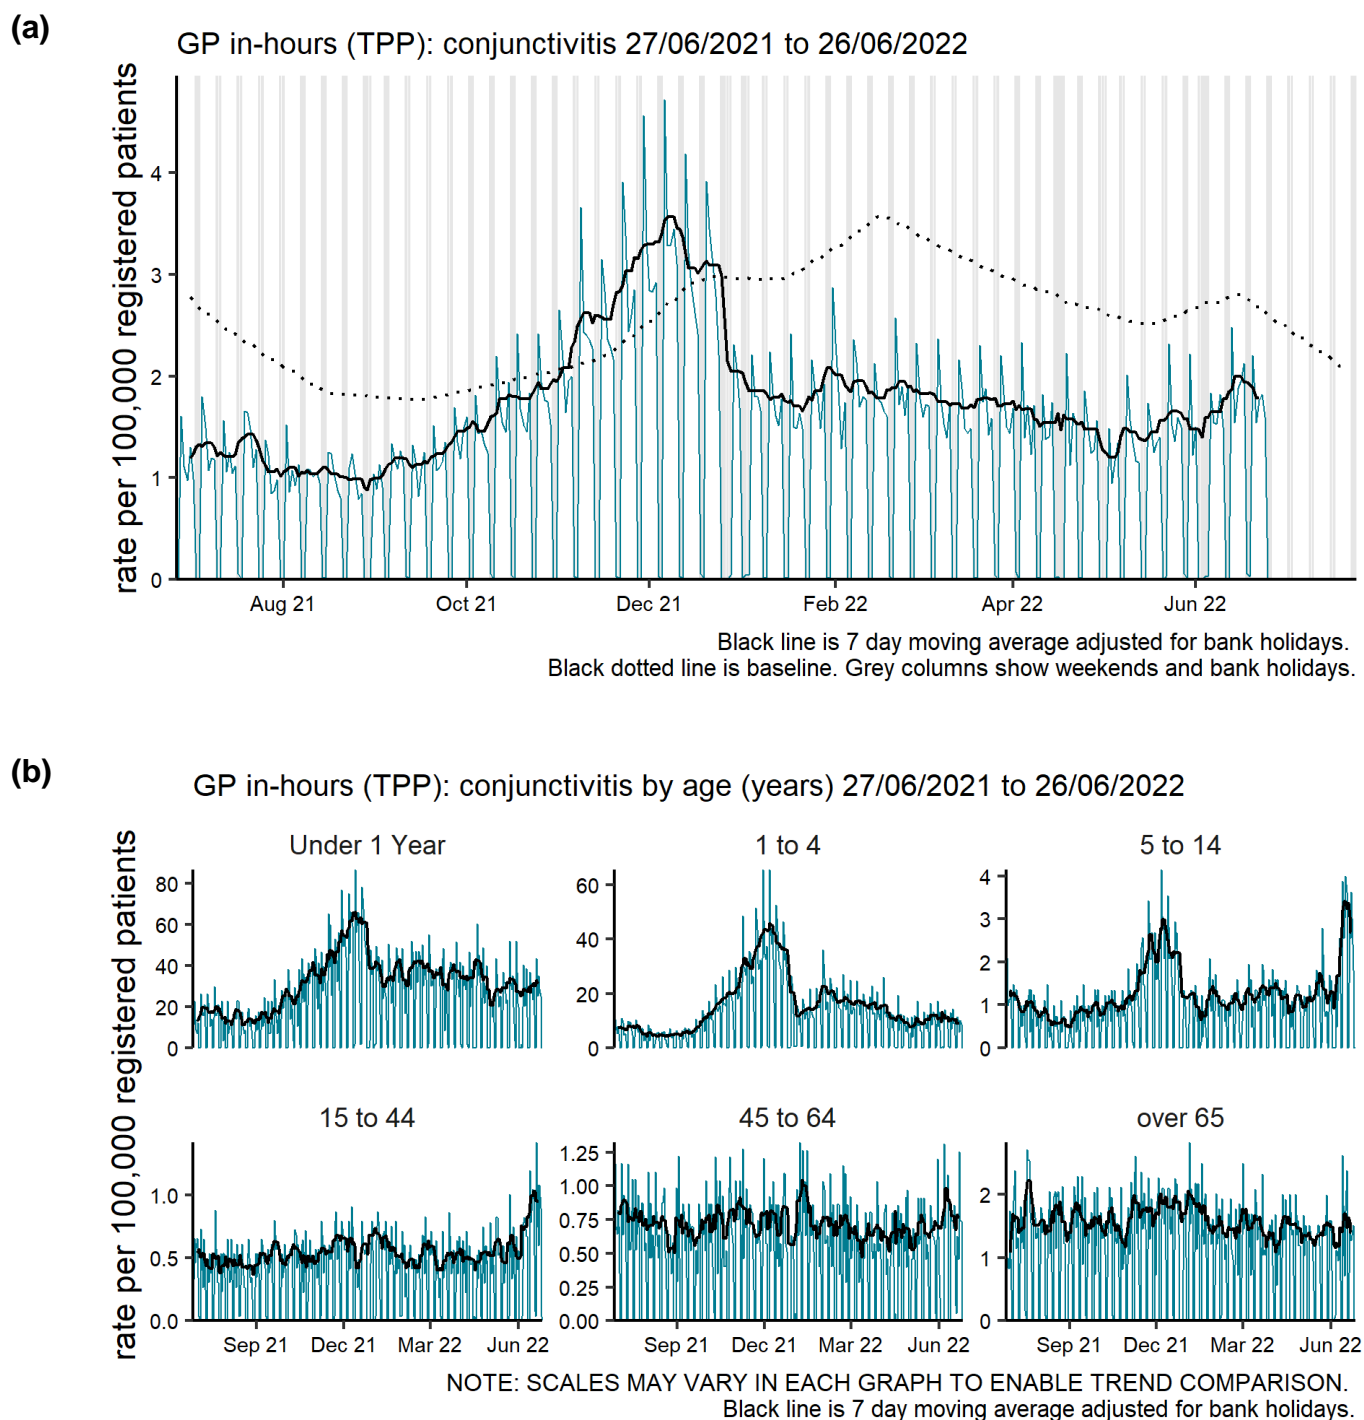 (a)
GP in-hours (TPP): conjunctivitis 27/06/2021 to 26/06/2022
rate per 100,000 registered patients
4
3
2
1
0
Aug 21 Oct 21 Dec 21 Feb 22 Apr 22 Jun 22
Black line is 7 day moving average adjusted for bank holidays.
Black dotted line is baseline. Grey columns show weekends and bank holidays.
(b)
GP in-hours (TPP): conjunctivitis by age (years) 27/06/2021 to 26/06/2022
rate per 100,000 registered patients
Under 1 Year
80
60
40
20
0
1 to 4
60
40
20
0
5 to 14
4
3
2
1
0
15 to 44
1.0
0.5
0.0
Sep 21 Dec 21 Mar 22 Jun 22
45 to 64
1.25
1.00
0.75
0.50
0.25
0.00
Sep 21 Dec 21 Mar 22 Jun 22
over 65
2
1
0
Sep 21 Dec 21 Mar 22 Jun 22
NOTE: SCALES MAY VARY IN EACH GRAPH TO ENABLE TREND COMPARISON.
Black line is 7 day moving average adjusted for bank holidays.